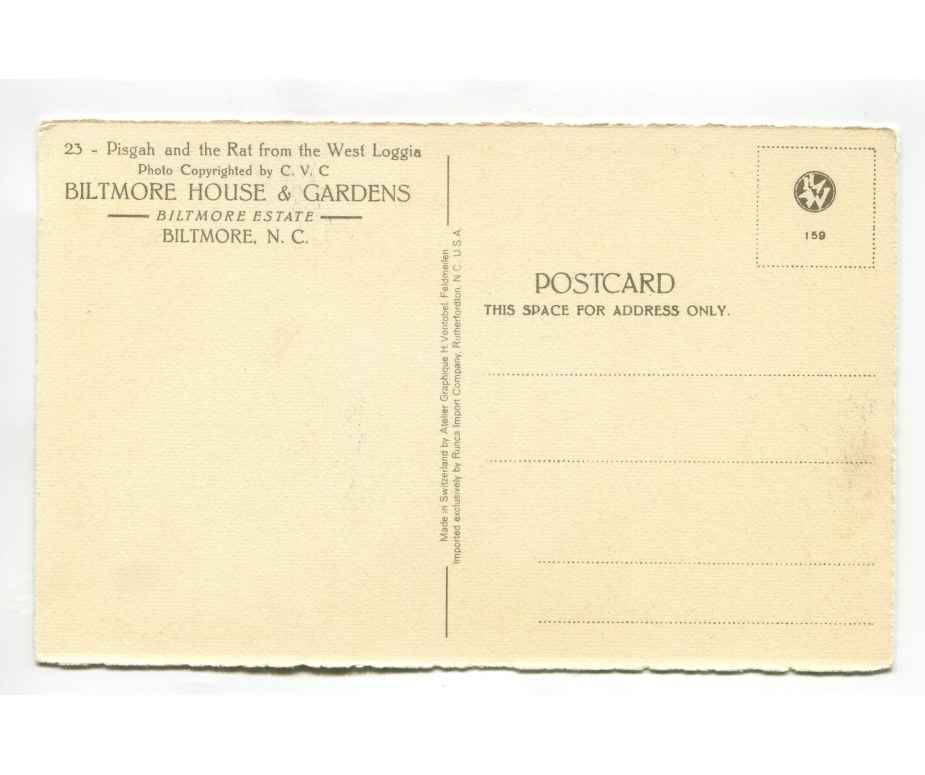 23 - Pisgah and the Rat from the West Loggia
Photo Copyrighted by C. V. C
BILTMORE HOUSE & GARDENS
BILTMORE ESTATE
BILTMORE, N. C.
Made in Switzerland by Atelier Graphique H. Vontobel, Feldmeilen
Imported exclusively by Runca Import Company, Rutherfordton, N. C. U. S. A.
159
POSTCARD
THIS SPACE FOR ADDRESS ONLY.